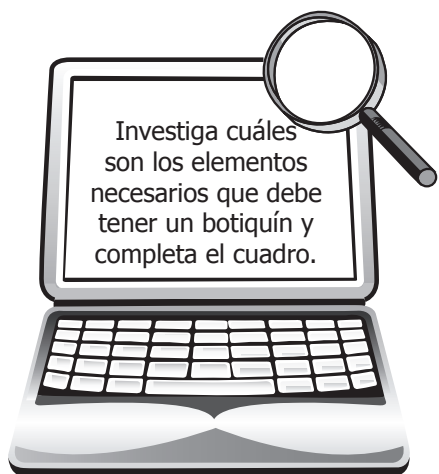 Investiga cuáles
son los elementos
necesarios que debe
tener un botiquín y
completa el cuadro.